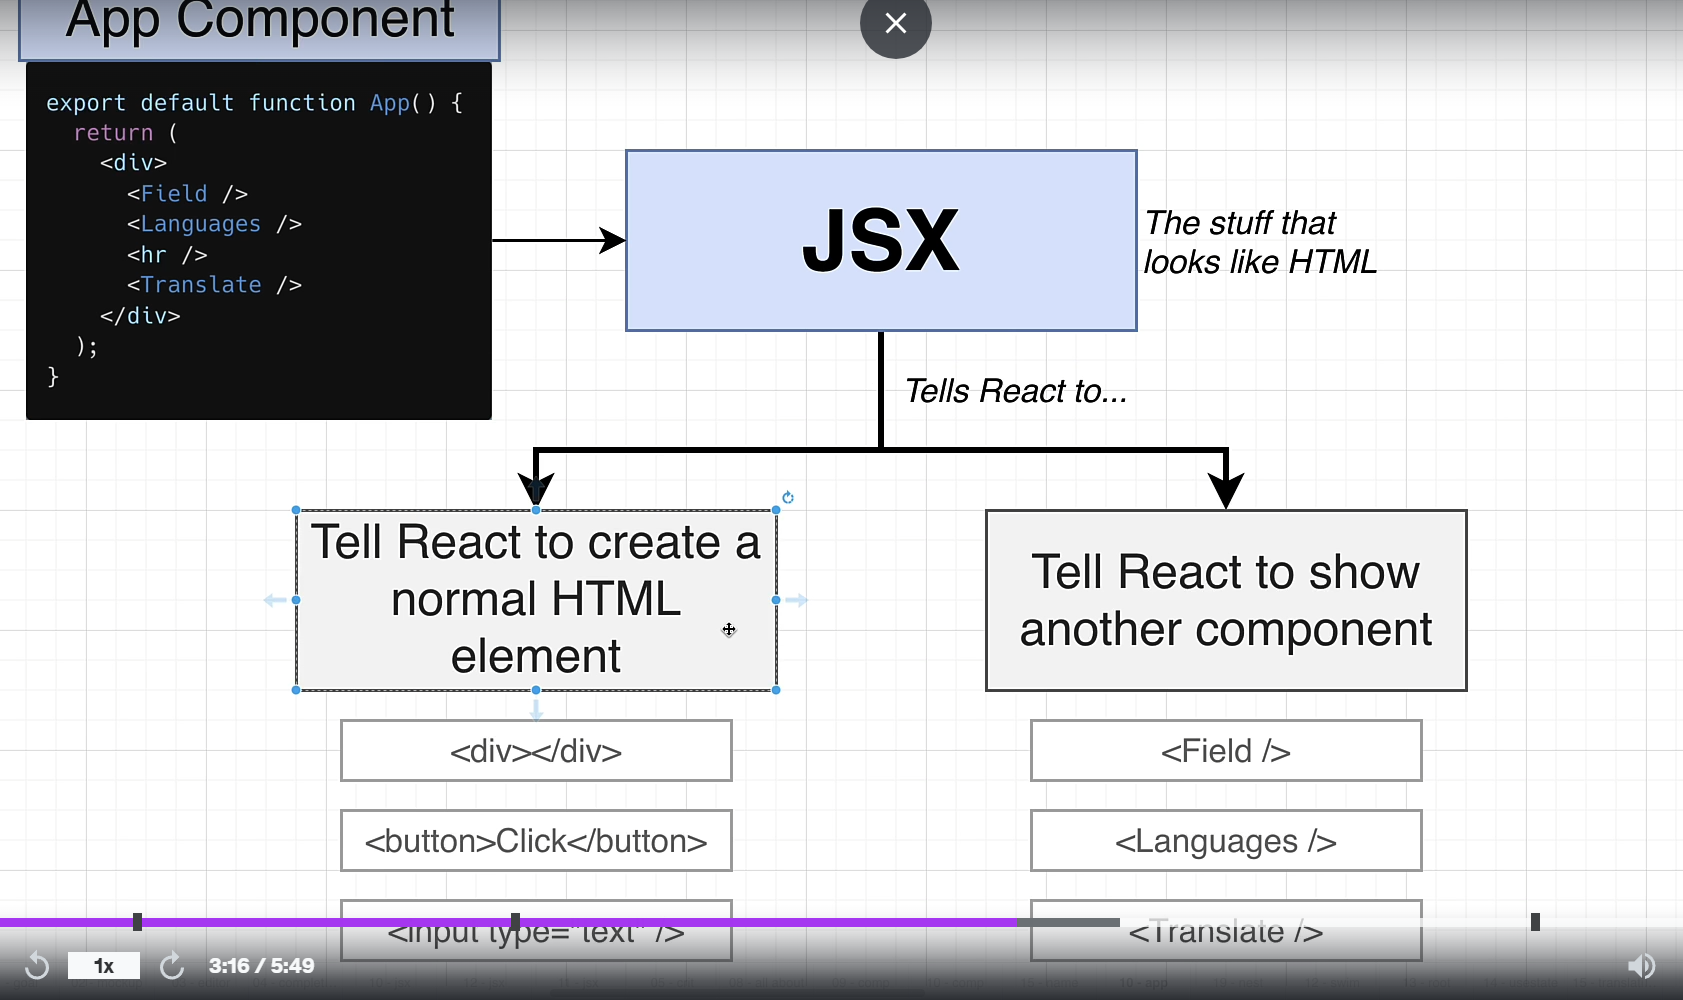 App Component
export default function App() {
return (
<div>
<Field />
<Languages />
<hr />
<Translate />
</div>
);
}
JSX
The stuff that
looks like HTML
Tells React to...
Tell React to create a
normal HTML
element
Tell React to show
another component
<div></div>
<Field />
<button>Click</button>
<Languages />
<input type="text" />
<Translate />
1x
3:16 / 5:49